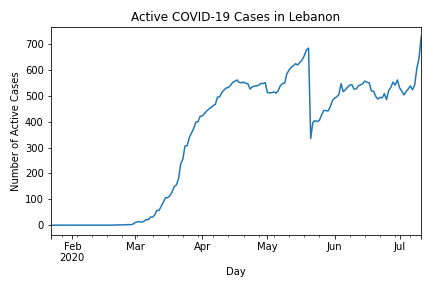 Active COVID-19 Cases in Lebanon
Number of Active Cases
700
600
500
400
300
200
100
0
Feb Mar Apr May Jun Jul
2020
Day